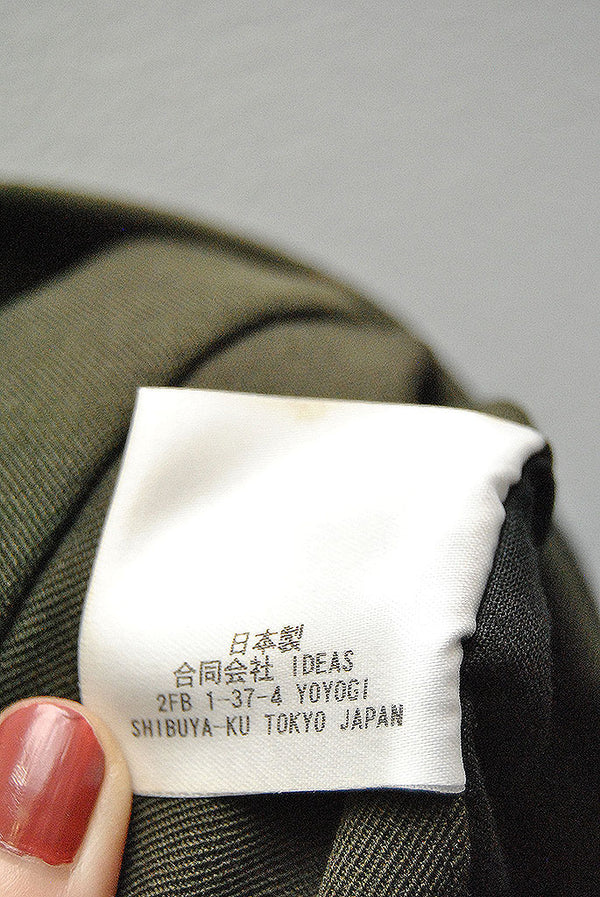 日本製
合同会社 IDEAS
2FB 1-37-4 YOYOGI
SHIBUYA-KU TOKYO JAPAN